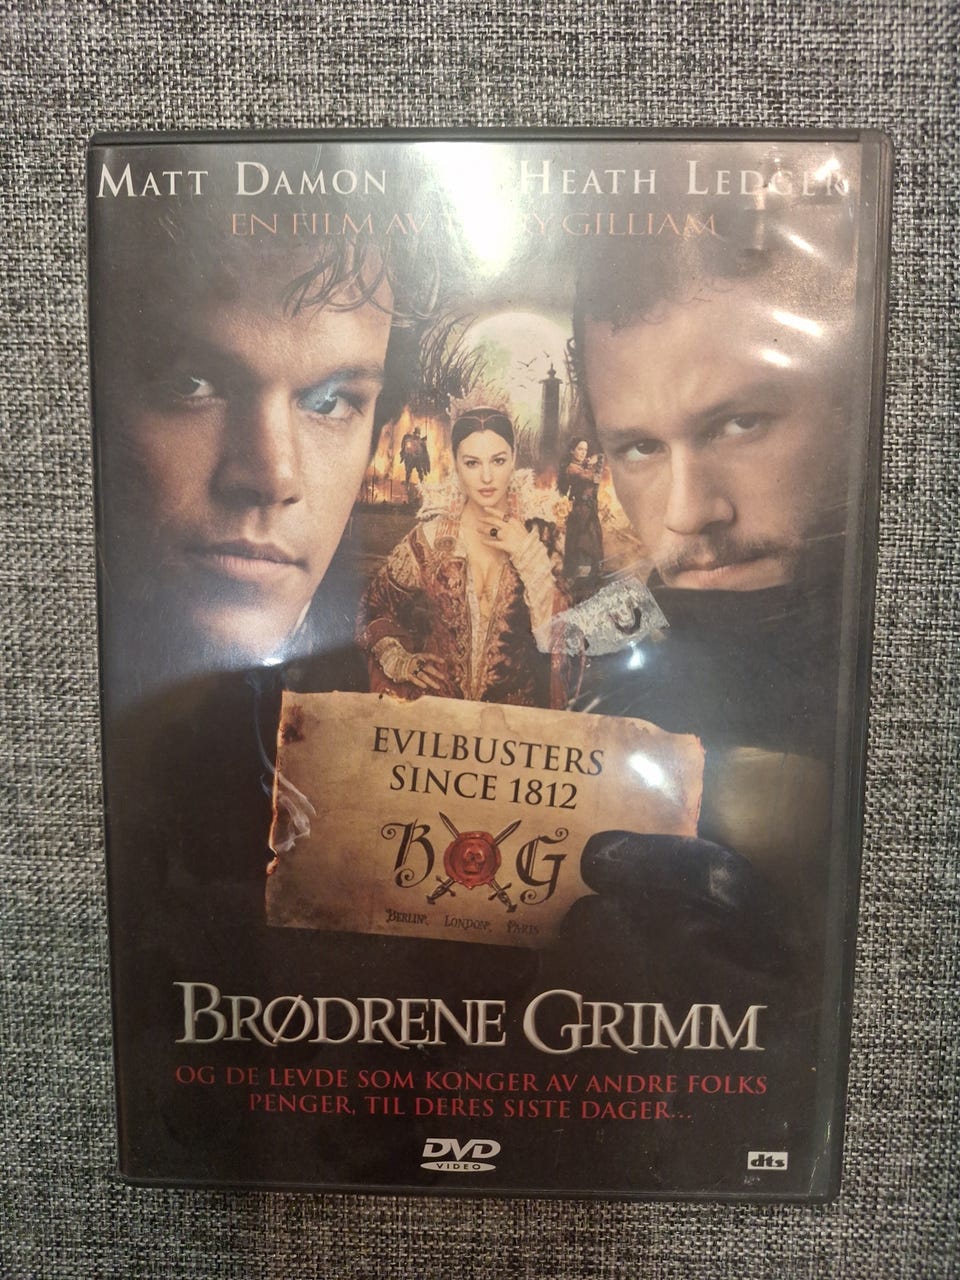 MATT DAMON HEATH LEDGER
EN FILM AV TERRY GILLIAM
EVILBUSTERS
SINCE 1812
B G
BERLIN. LONDON. PARIS
BRØDRENE GRIMM
OG DE LEVDE SOM KONGER AV ANDRE FOLKS
PENGER, TIL DERES SISTE DAGER...
DVD
VIDEO
dts